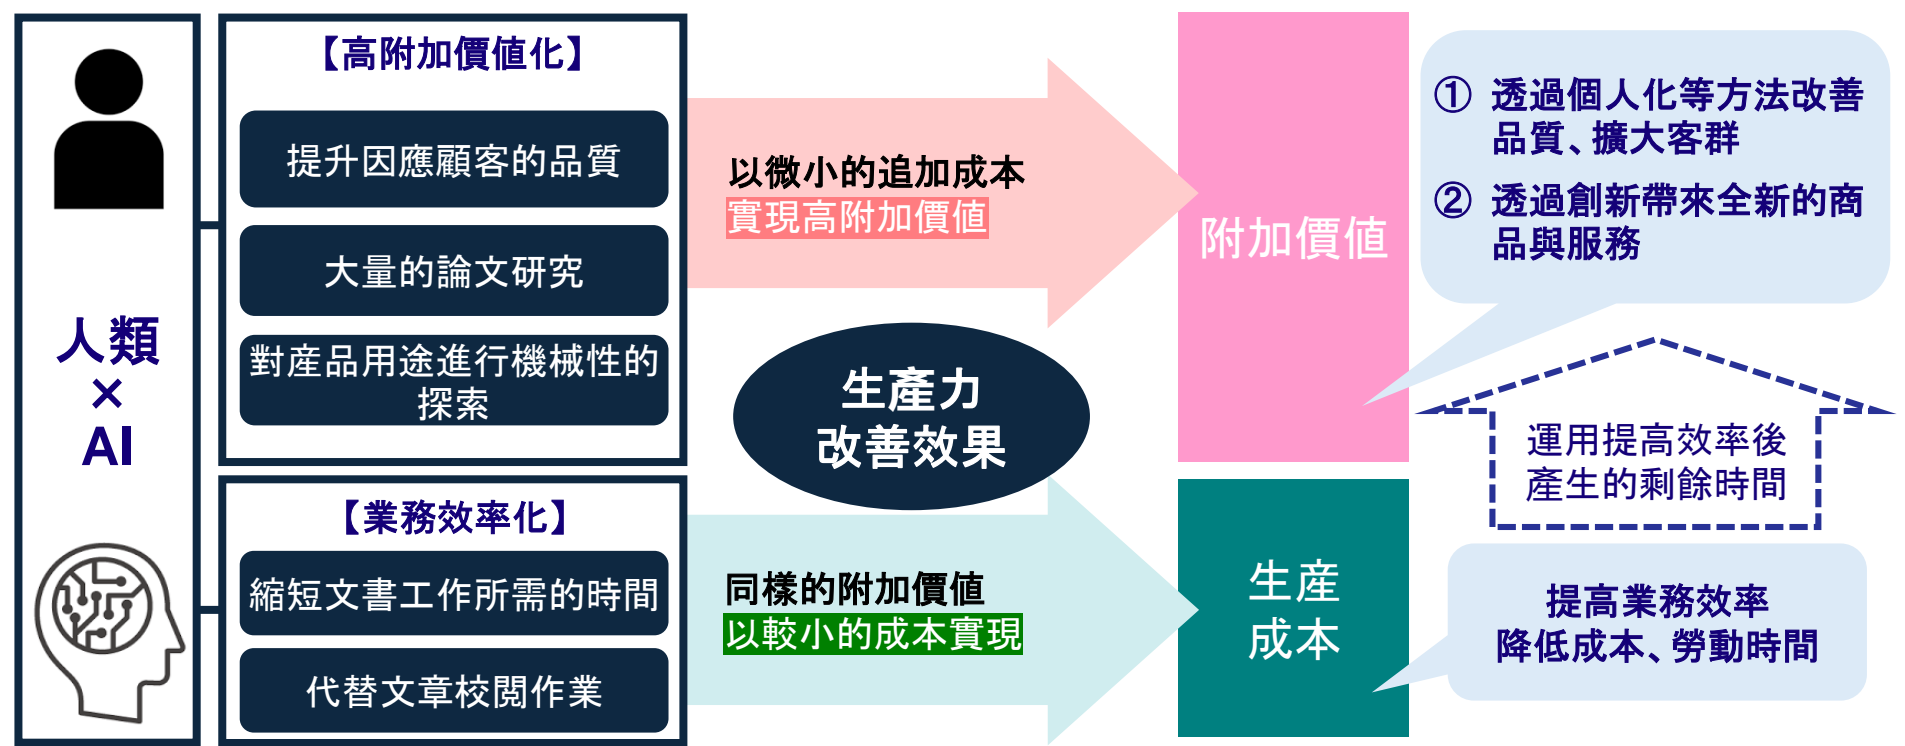 人類
×
AI
【高附加價值化】
提升因應顧客的品質
大量的論文研究
對産品用途進行機械性的
探索
【業務效率化】
縮短文書工作所需的時間
代替文章校閲作業
以微小的追加成本
實現高附加價值
生產力
改善效果
同樣的附加價值
以較小的成本實現
附加價值
生産
成本
① 透過個人化等方法改善
品質、擴大客群
② 透過創新帶來全新的商
品與服務
運用提高效率後
產生的剩餘時間
提高業務效率
降低成本、勞動時間